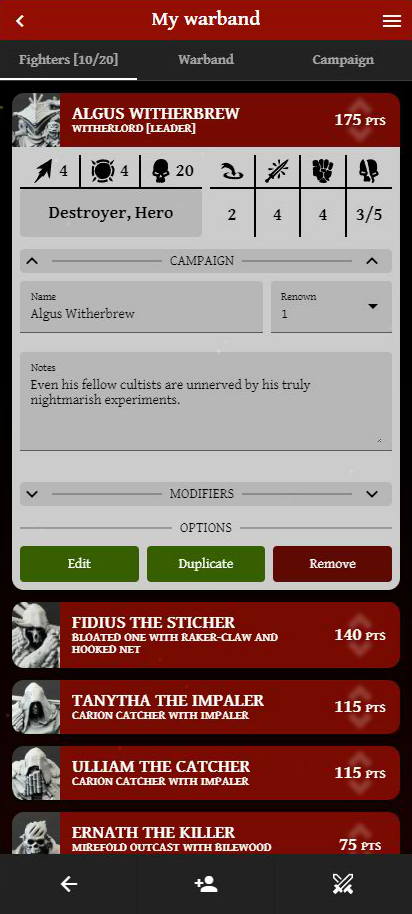 My warband
Fighters [10/20]
Warband
Campaign
ALGUS WITHERBREW
WITHERLORD [LEADER]
175 PTS
4
4
20
Destroyer, Hero
2
4
4
3/5
CAMPAIGN
Name
Algus Witherbrew
Renown
1
Notes
Even his fellow cultists are unnerved by his truly
nightmarish experiments.
MODIFIERS
OPTIONS
Edit
Duplicate
Remove
FIDIUS THE STICHER
BLOATED ONE WITH RAKER-CLAW AND
HOOKED NET
140 PTS
TANYTHA THE IMPALER
CARION CATCHER WITH IMPALER
115 PTS
ULLIAM THE CATCHER
CARION CATCHER WITH IMPALER
115 PTS
ERNATH THE KILLER
MIREFOLD OUTCAST WITH BILEWOOD
75 PTS